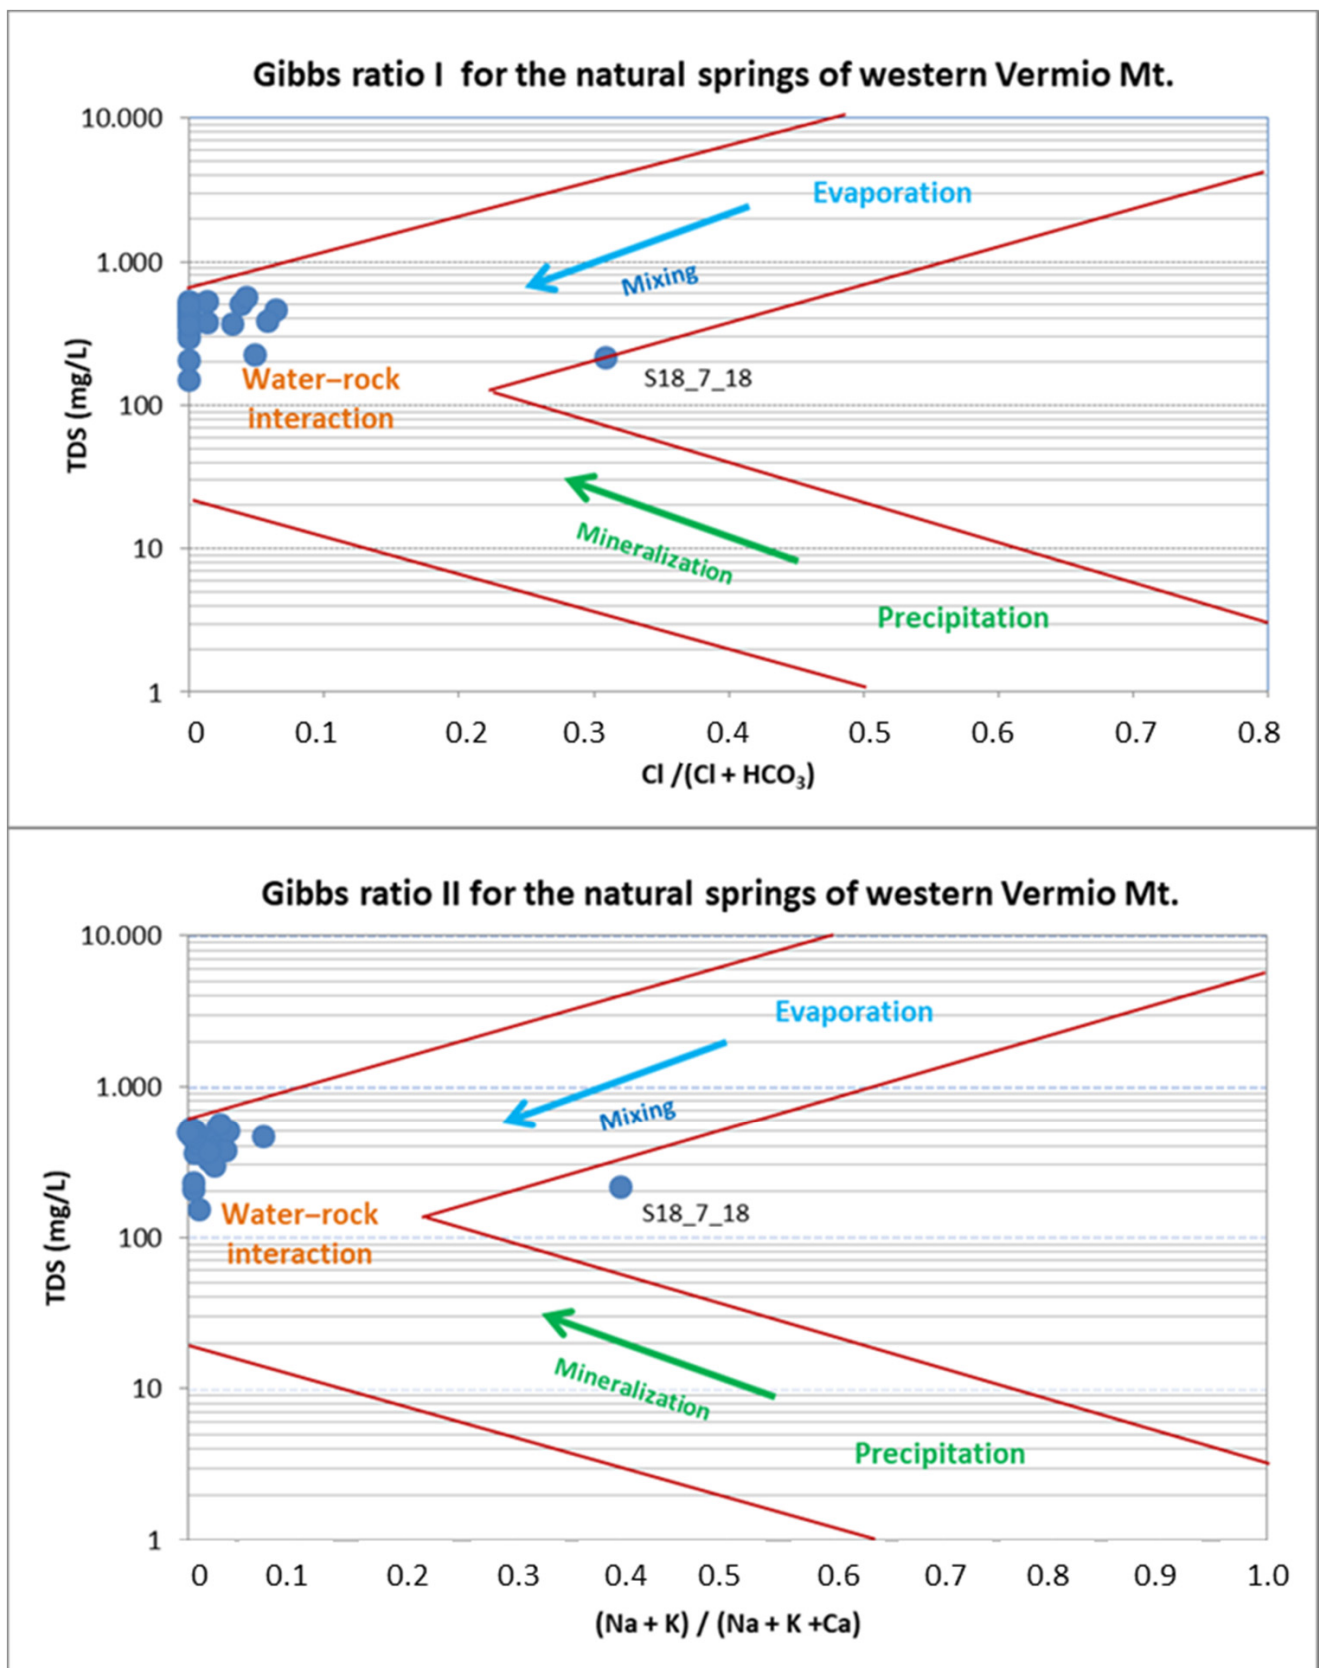 Gibbs ratio I for the natural springs of western Vermio Mt.
10.000
1.000
100
10
1
TDS (mg/L)
Evaporation
Mixing
Water–rock
interaction
S18_7_18
Mineralization
Precipitation
0 0.1 0.2 0.3 0.4 0.5 0.6 0.7 0.8
Cl /(Cl + HCO₃)
Gibbs ratio II for the natural springs of western Vermio Mt.
10.000
1.000
100
10
1
TDS (mg/L)
Evaporation
Mixing
Water–rock
interaction
S18_7_18
Mineralization
Precipitation
0 0.1 0.2 0.3 0.4 0.5 0.6 0.7 0.8 0.9 1.0
(Na + K) / (Na + K +Ca)